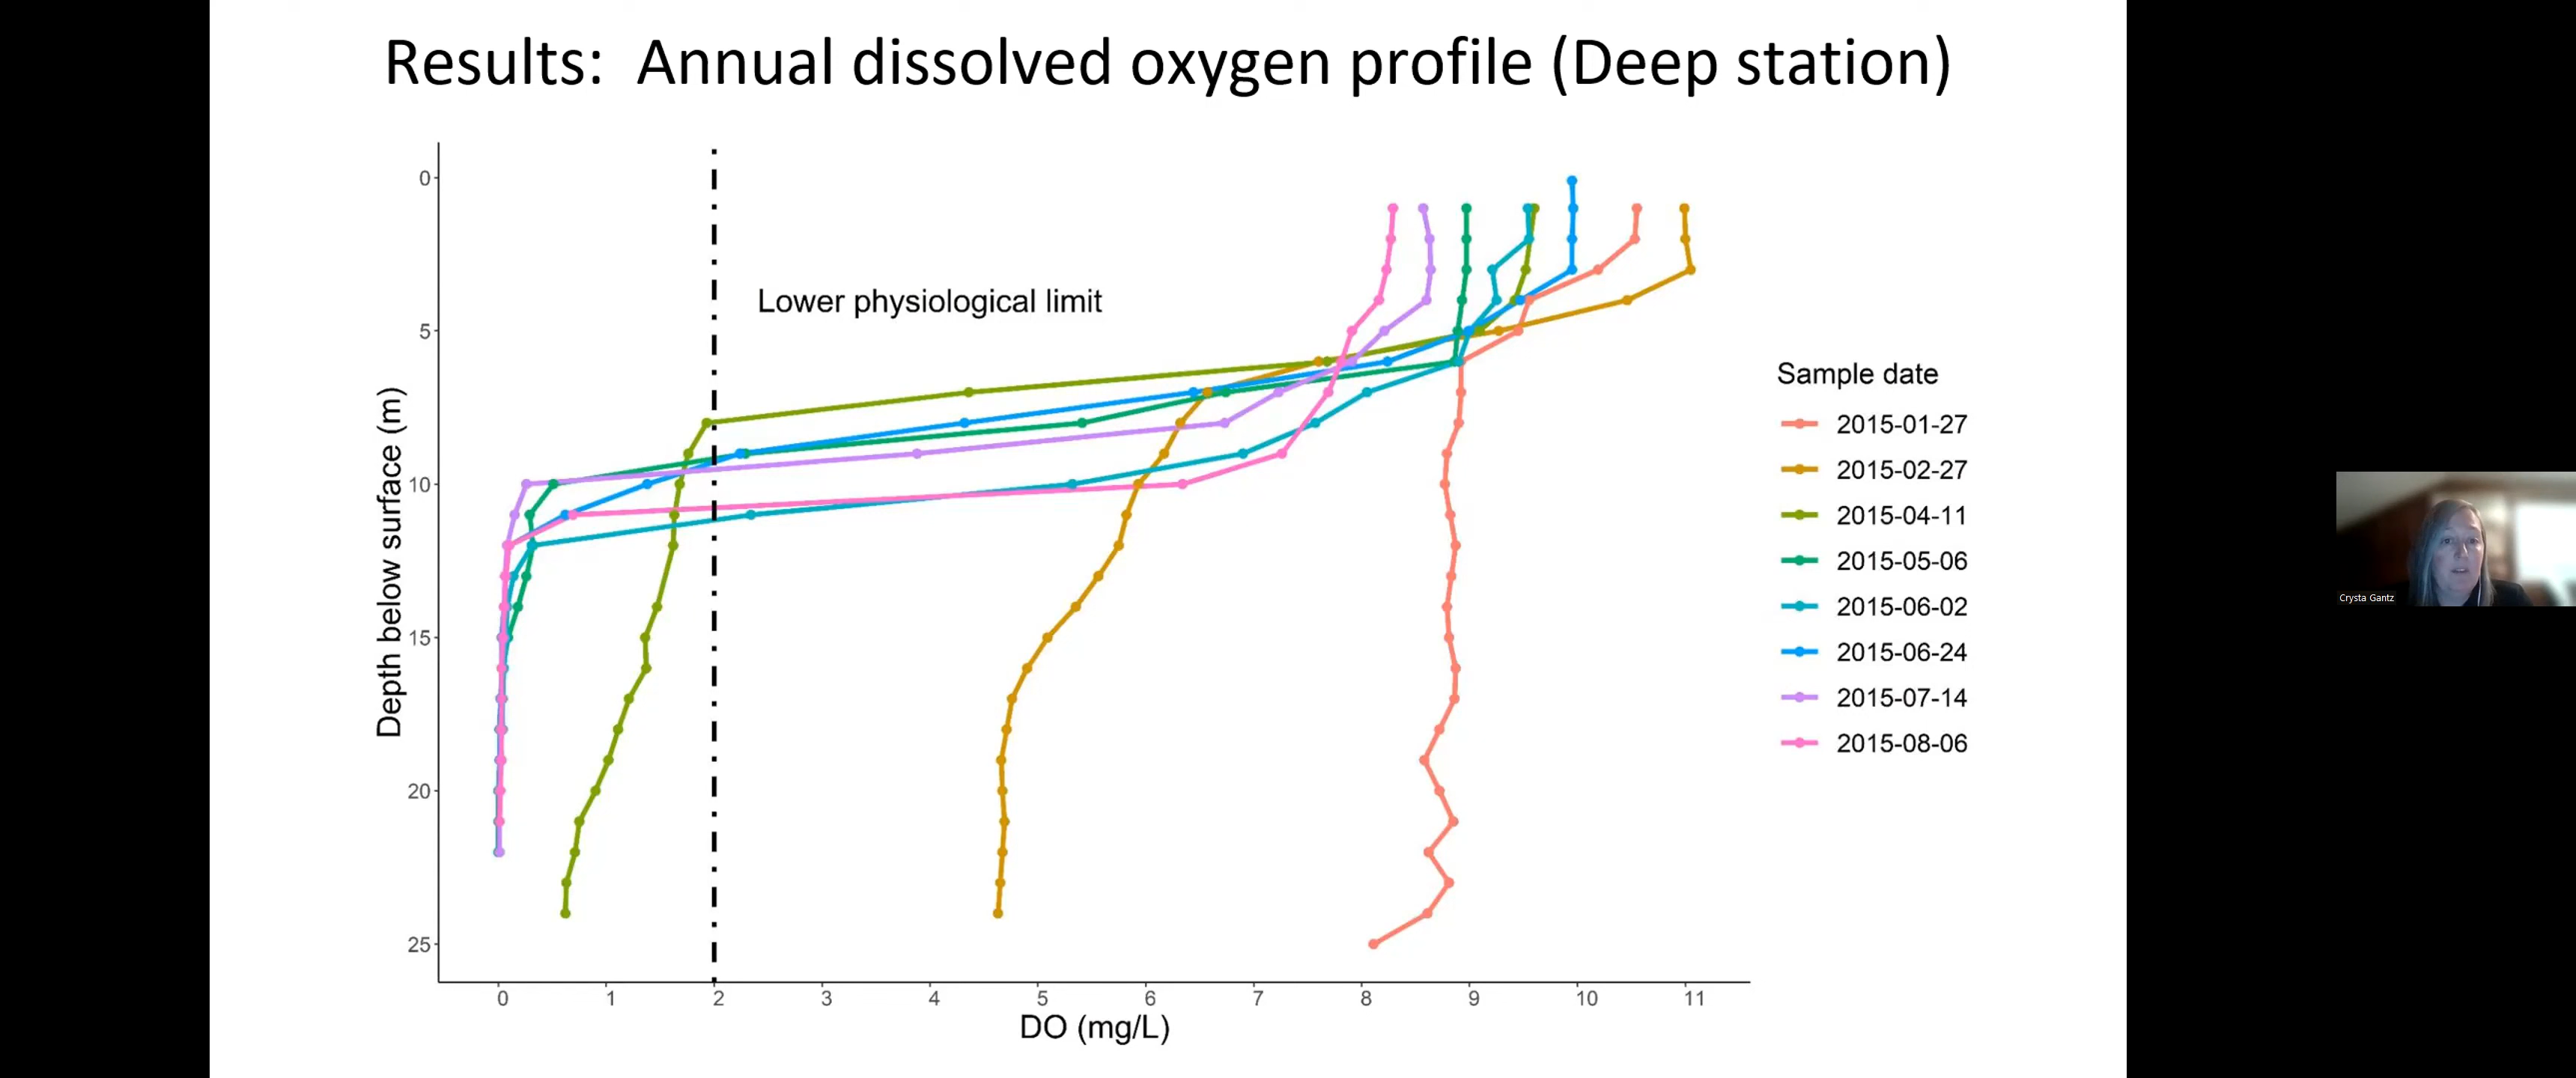 Results:  Annual dissolved oxygen profile (Deep station)
0
5
10
15
20
25
Depth below surface (m)
Lower physiological limit
0 1 2 3 4 5 6 7 8 9 10 11
DO (mg/L)
Sample date
2015-01-27
2015-02-27
2015-04-11
2015-05-06
2015-06-02
2015-06-24
2015-07-14
2015-08-06
Crysta Gantz